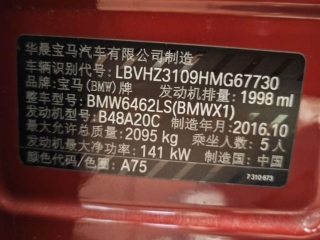 华晨宝马汽车有限公司制造
车辆识别代号: LBVHZ3109HMG67730
品牌: 宝马(BMW)牌 发动机排量: 1998 ml
整车型号: BMW6462LS(BMWX1)
发动机型号: B48A20C 制造年月: 2016.10
最大允许总质量: 2095 kg 乘坐人数: 5人
发动机最大净功率: 141 kW 制造国: 中国
颜色代码/色圈: A75
7 310 673